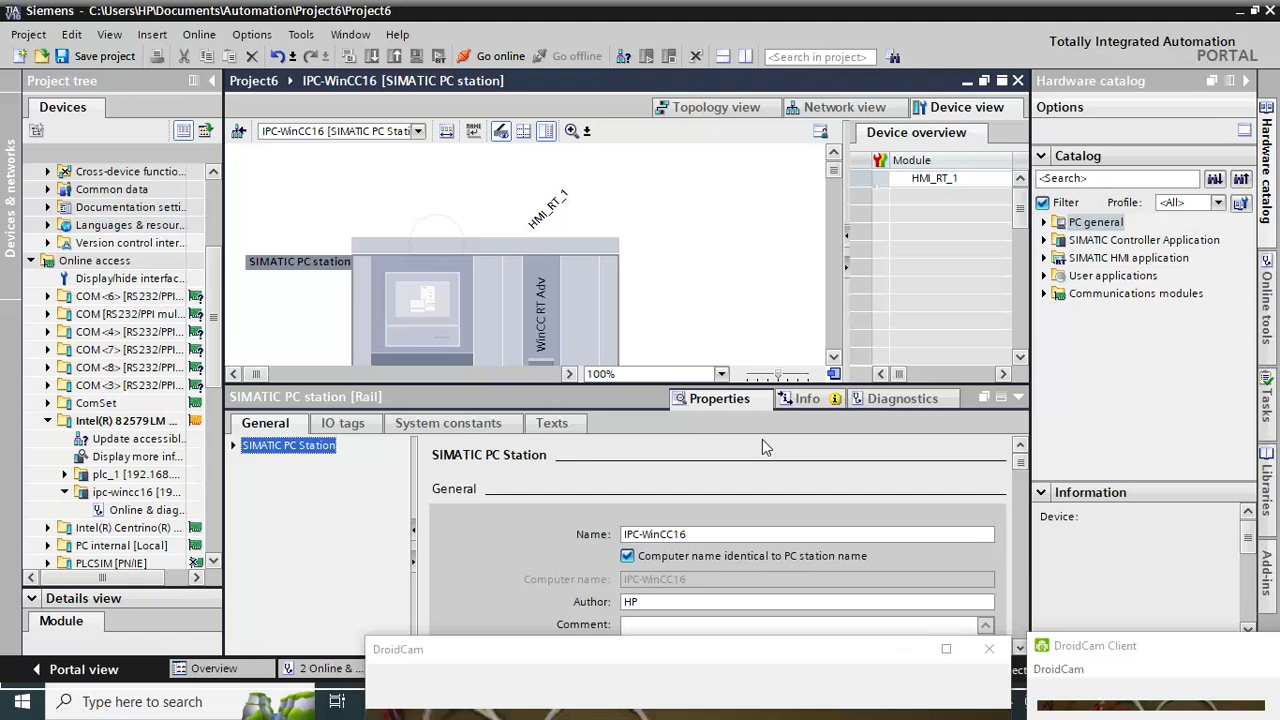 Siemens - C:\Users\HP\Documents\Automation\Project6\Project6
Project Edit View Insert Online Options Tools Window Help
Totally Integrated Automation
PORTAL
Save project
Go online
Go offline
<Search in project>
Project tree
Project6 IPC-WinCC16 [SIMATIC PC station]
Hardware catalog
Devices
Topology view
Network view
Device view
Options
IPC-WinCC16 [SIMATIC PC Stati
Device overview
Module
HMI_RT_1
Catalog
<Search>
Filter
Profile: <All>
PC general
SIMATIC Controller Application
SIMATIC HMI application
User applications
Communications modules
Cross-device functio...
Common data
Documentation setti...
Languages & resour...
Version control inter...
Online access
Display/hide interfac...
COM <6> [RS232/PPI...
COM [RS232/PPI mul...
COM <4> [RS232/PPI...
COM <7> [RS232/PPI...
COM <8> [RS232/PPI...
COM <3> [RS232/PPI...
ComSet
Intel(R) 82579LM ...
Update accessibl...
Display more inf...
plc_1 [192.168....
ipc-wincc16 [19...
Online & diag...
Intel(R) Centrino(R) ...
PC internal [Local]
PLCSIM [PN/IE]
HMI_RT_1
SIMATIC PC station
WinCC RT Adv
100%
SIMATIC PC station [Rail]
Properties
Info
Diagnostics
General
IO tags
System constants
Texts
SIMATIC PC Station
SIMATIC PC Station
General
Name: IPC-WinCC16
Computer name identical to PC station name
Computer name: IPC-WinCC16
Author: HP
Comment:
Information
Device:
Details view
Module
Portal view
Overview
2 Online & ...
DroidCam
DroidCam Client
DroidCam
Type here to search
Devices & networks
Hardware catalog
Online tools
Tasks
Libraries
Add-ins